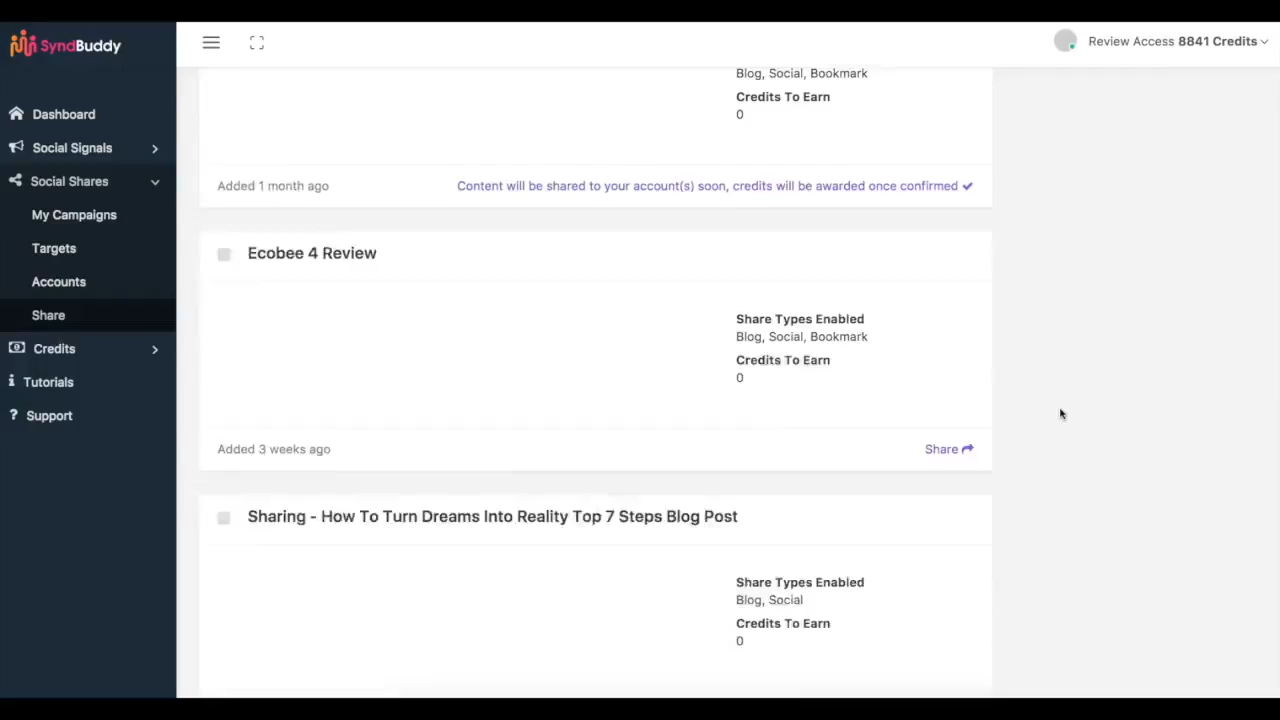 SyndBuddy
Review Access 8841 Credits
Dashboard
Social Signals
Social Shares
My Campaigns
Targets
Accounts
Share
Credits
Tutorials
Support
Blog, Social, Bookmark
Credits To Earn
0
Added 1 month ago
Content will be shared to your account(s) soon, credits will be awarded once confirmed
Ecobee 4 Review
Share Types Enabled
Blog, Social, Bookmark
Credits To Earn
0
Added 3 weeks ago
Share
Sharing - How To Turn Dreams Into Reality Top 7 Steps Blog Post
Share Types Enabled
Blog, Social
Credits To Earn
0